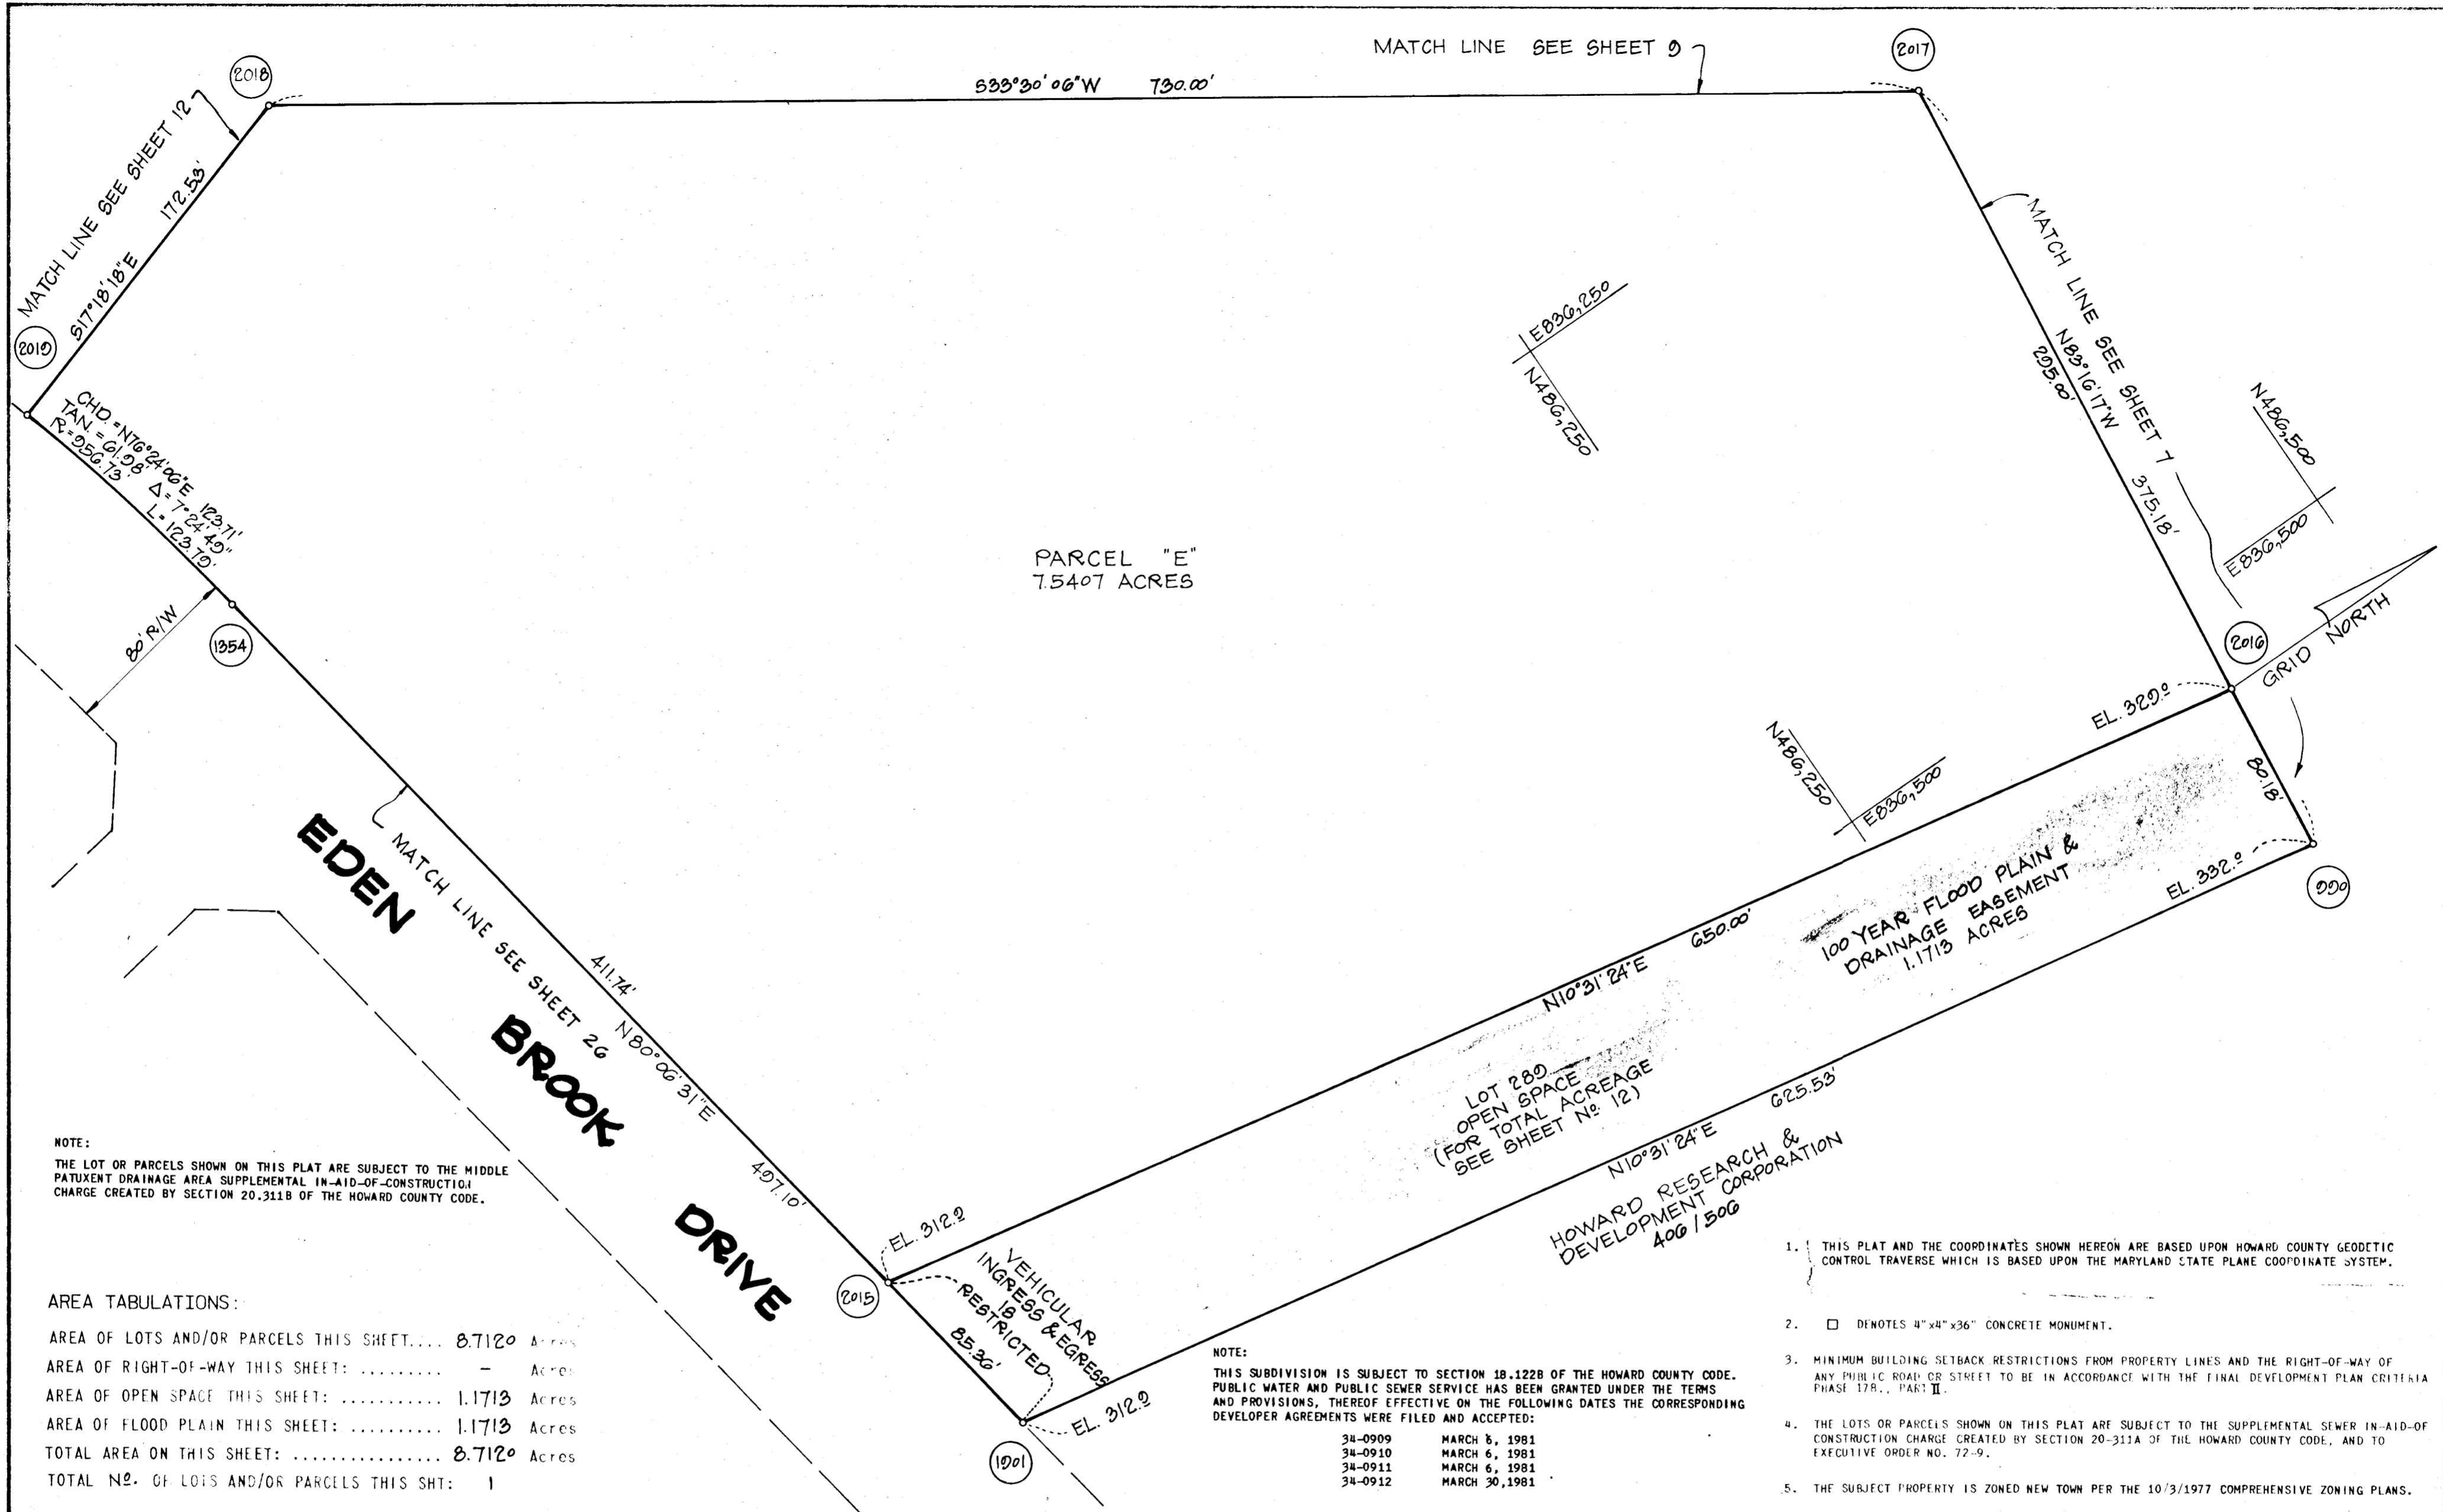 MATCH LINE SEE SHEET 9
2017
2018
S33°30'06"W 730.00'
MATCH LINE SEE SHEET 12
172.53'
S17°18'18"E
2019
CHD. = N76°24'06"E 123.71'
TAN. = 61.98' Δ = 7°24'49"
R = 956.73' L = 123.79'
80' R/W
1354
E836,250
N486,250
MATCH LINE SEE SHEET 7
N83°16'17"W
295.00'
375.18'
N486,500
E836,500
2016
GRID NORTH
PARCEL "E"
7.5407 ACRES
EL. 329.0
N486,250
E836,500
80.18'
990
EL. 332.0
100 YEAR FLOOD PLAIN &
DRAINAGE EASEMENT
1.1713 ACRES
650.00'
N10°31'24"E
EDEN
BROOK
DRIVE
MATCH LINE SEE SHEET 26
411.74'
N80°06'31"E
497.10'
LOT 289
OPEN SPACE
(FOR TOTAL ACREAGE
SEE SHEET Nº 12)
625.53'
N10°31'24"E
HOWARD RESEARCH &
DEVELOPMENT CORPORATION
406 / 506
EL. 312.9
2015
VEHICULAR
INGRESS & EGRESS
IS
RESTRICTED
85.36'
EL. 312.9
1901
NOTE:
THE LOT OR PARCELS SHOWN ON THIS PLAT ARE SUBJECT TO THE MIDDLE
PATUXENT DRAINAGE AREA SUPPLEMENTAL IN-AID-OF-CONSTRUCTION
CHARGE CREATED BY SECTION 20.311B OF THE HOWARD COUNTY CODE.
AREA TABULATIONS:
AREA OF LOTS AND/OR PARCELS THIS SHEET.... 8.7120 Acres
AREA OF RIGHT-OF-WAY THIS SHEET: ......... - Acres
AREA OF OPEN SPACE THIS SHEET: ........... 1.1713 Acres
AREA OF FLOOD PLAIN THIS SHEET: .......... 1.1713 Acres
TOTAL AREA ON THIS SHEET: ................ 8.7120 Acres
TOTAL Nº. OF LOTS AND/OR PARCELS THIS SHT: 1
NOTE:
THIS SUBDIVISION IS SUBJECT TO SECTION 18.122B OF THE HOWARD COUNTY CODE.
PUBLIC WATER AND PUBLIC SEWER SERVICE HAS BEEN GRANTED UNDER THE TERMS
AND PROVISIONS, THEREOF EFFECTIVE ON THE FOLLOWING DATES THE CORRESPONDING
DEVELOPER AGREEMENTS WERE FILED AND ACCEPTED:
34-0909 MARCH 6, 1981
34-0910 MARCH 6, 1981
34-0911 MARCH 6, 1981
34-0912 MARCH 30,1981
1. THIS PLAT AND THE COORDINATES SHOWN HEREON ARE BASED UPON HOWARD COUNTY GEODETIC
CONTROL TRAVERSE WHICH IS BASED UPON THE MARYLAND STATE PLANE COORDINATE SYSTEM.
2. □ DENOTES 4"x4"x36" CONCRETE MONUMENT.
3. MINIMUM BUILDING SETBACK RESTRICTIONS FROM PROPERTY LINES AND THE RIGHT-OF-WAY OF
ANY PUBLIC ROAD OR STREET TO BE IN ACCORDANCE WITH THE FINAL DEVELOPMENT PLAN CRITERIA
PHASE 178., PART II.
4. THE LOTS OR PARCELS SHOWN ON THIS PLAT ARE SUBJECT TO THE SUPPLEMENTAL SEWER IN-AID-OF
CONSTRUCTION CHARGE CREATED BY SECTION 20-311A OF THE HOWARD COUNTY CODE, AND TO
EXECUTIVE ORDER NO. 72-9.
5. THE SUBJECT PROPERTY IS ZONED NEW TOWN PER THE 10/3/1977 COMPREHENSIVE ZONING PLANS.